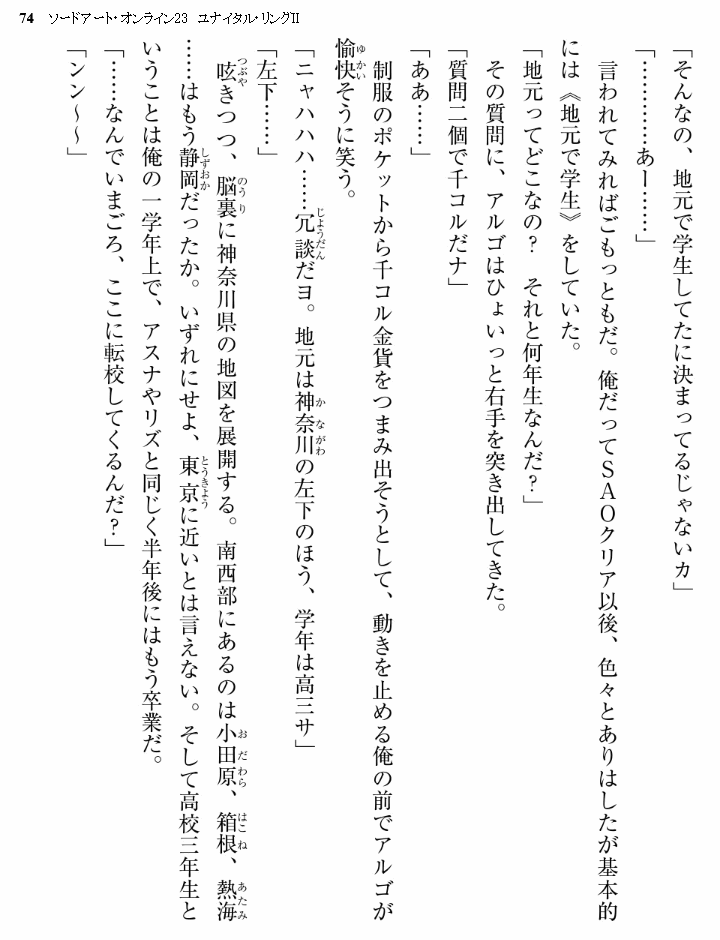 74 ソードアート・オンライン23 ユナイタル・リングII
「そんなの、地元で学生してたに決まってるじゃないカ」
「…………あー……」
言われてみればごもっともだ。俺だってSAOクリア以後、色々とありはしたが基本的
には《地元で学生》をしていた。
「地元ってどこなの？ それと何年生なんだ？」
その質問に、アルゴはひょいっと右手を突き出してきた。
「質問二個で千コルだナ」
「ああ……」
制服のポケットから千コル金貨をつまみ出そうとして、動きを止める俺の前でアルゴが
愉快そうに笑う。
「ニャハハハ……冗談だヨ。地元は神奈川の左下のほう、学年は高三サ」
「左下……」
呟きつつ、脳裏に神奈川県の地図を展開する。南西部にあるのは小田原、箱根、熱海
……はもう静岡だったか。いずれにせよ、東京に近いとは言えない。そして高校三年生と
いうことは俺の一学年上で、アスナやリズと同じく半年後にはもう卒業だ。
「……なんでいまごろ、ここに転校してくるんだ？」
「ンン～～」